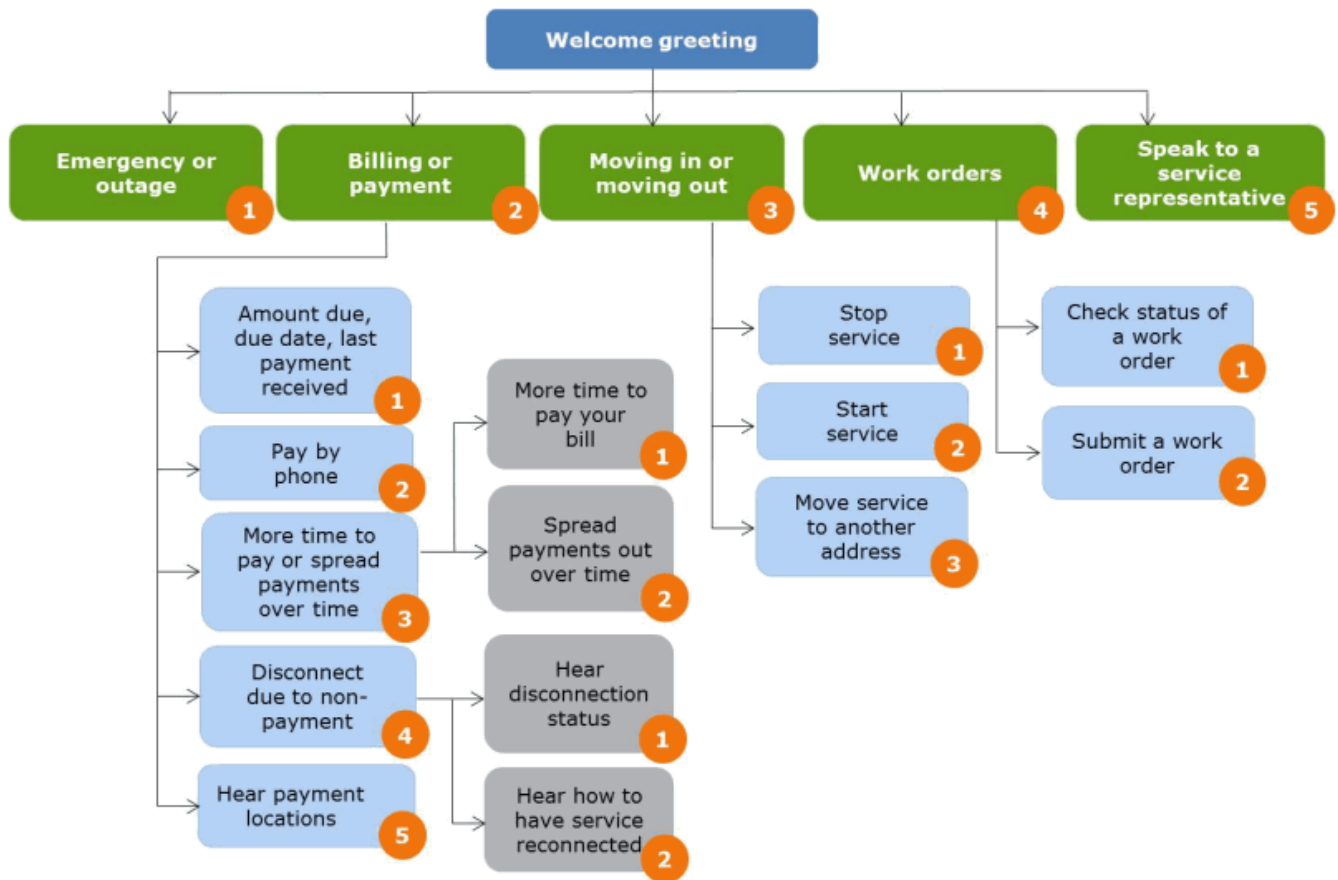 Welcome greeting
Emergency or
outage
1
Billing or
payment
2
Moving in or
moving out
3
Work orders
4
Speak to a
service
representative
5
Amount due,
due date, last
payment
received
1
Pay by
phone
2
More time to
pay or spread
payments
over time
3
Disconnect
due to non-
payment
4
Hear payment
locations
5
More time to
pay your
bill
1
Spread
payments out
over time
2
Hear
disconnection
status
1
Hear how to
have service
reconnected
2
Stop
service
1
Start
service
2
Move service
to another
address
3
Check status of
a work
order
1
Submit a work
order
2